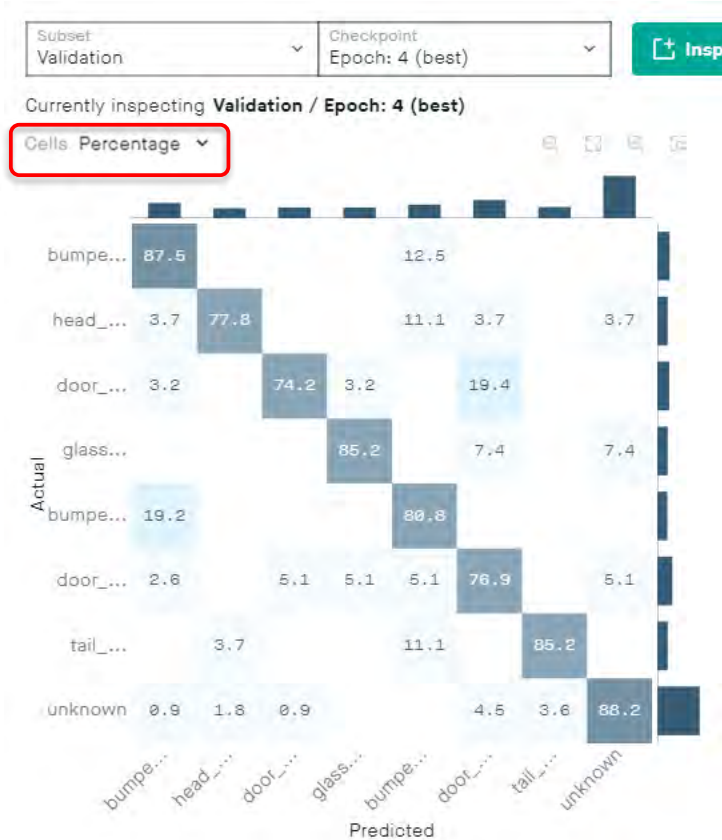 Subset
Validation
Checkpoint
Epoch: 4 (best)
Insp
Currently inspecting Validation / Epoch: 4 (best)
Cells Percentage
bumpe... 87.5 12.5
head_... 3.7 77.8 11.1 3.7 3.7
door_... 3.2 74.2 3.2 19.4
glass... 85.2 7.4 7.4
Actual
bumpe... 19.2 80.8
door_... 2.6 5.1 5.1 5.1 76.9 5.1
tail_... 3.7 11.1 85.2
unknown 0.9 1.8 0.9 4.5 3.6 88.2
bumpe... head_... door_... glass... bumpe... door_... tail_... unknown
Predicted